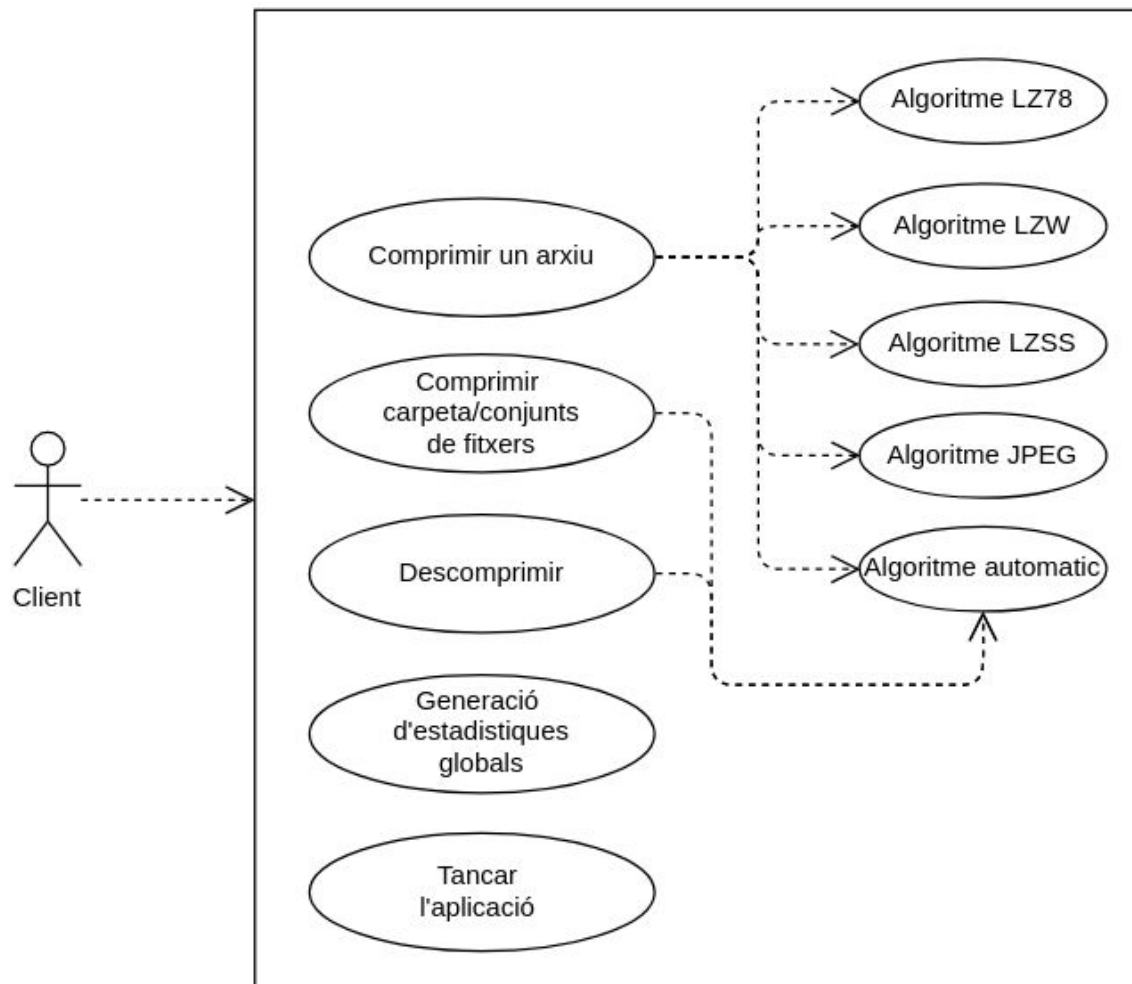 Algoritme LZ78
Algoritme LZW
Comprimir un arxiu
Algoritme LZSS
Comprimir
carpeta/conjunts
de fitxers
Algoritme JPEG
Algoritme automatic
Descomprimir
Client
Generació
d'estadistiques
globals
Tancar
l'aplicació